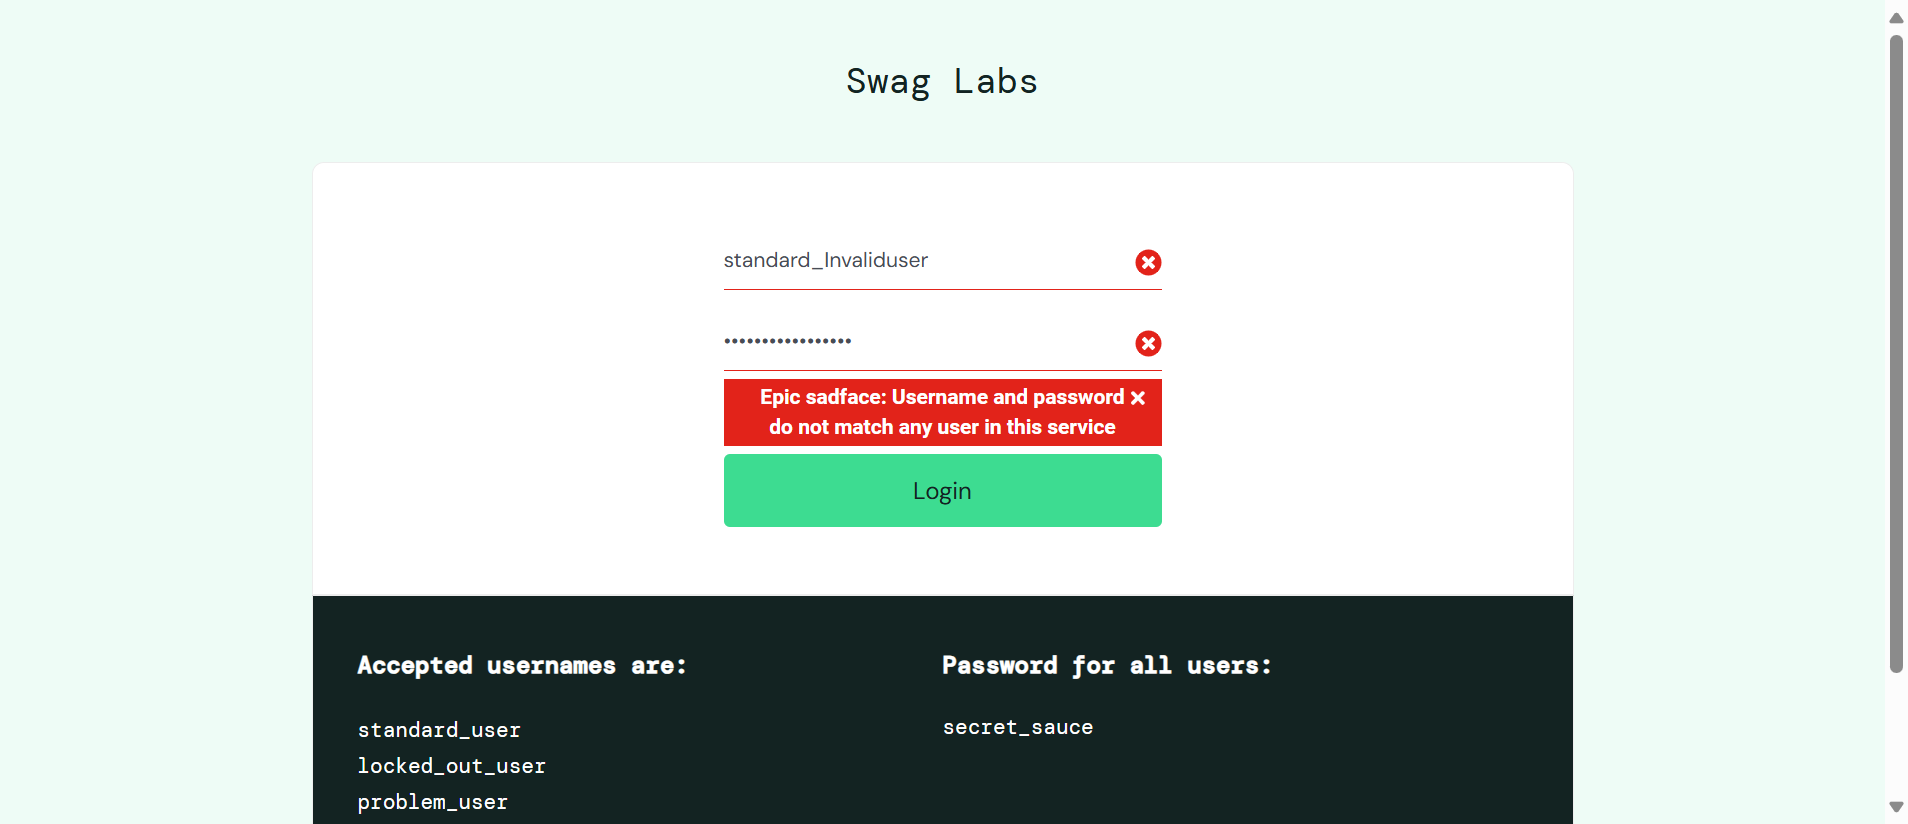 Swag Labs
standard_Invaliduser
•••••••••••••••••
Epic sadface: Username and password
do not match any user in this service
Login
Accepted usernames are:
standard_user
locked_out_user
problem_user
Password for all users:
secret_sauce